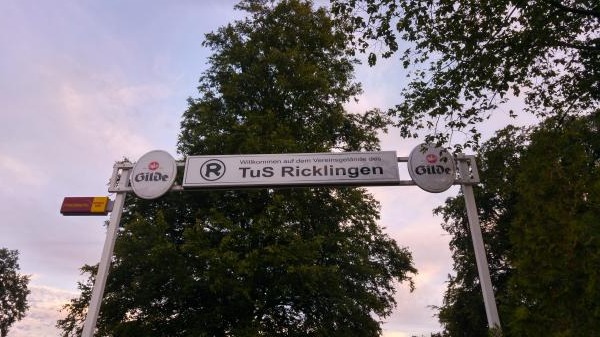 Gilde
R
Willkommen auf dem Vereinsgelände des
TuS Ricklingen
Gilde